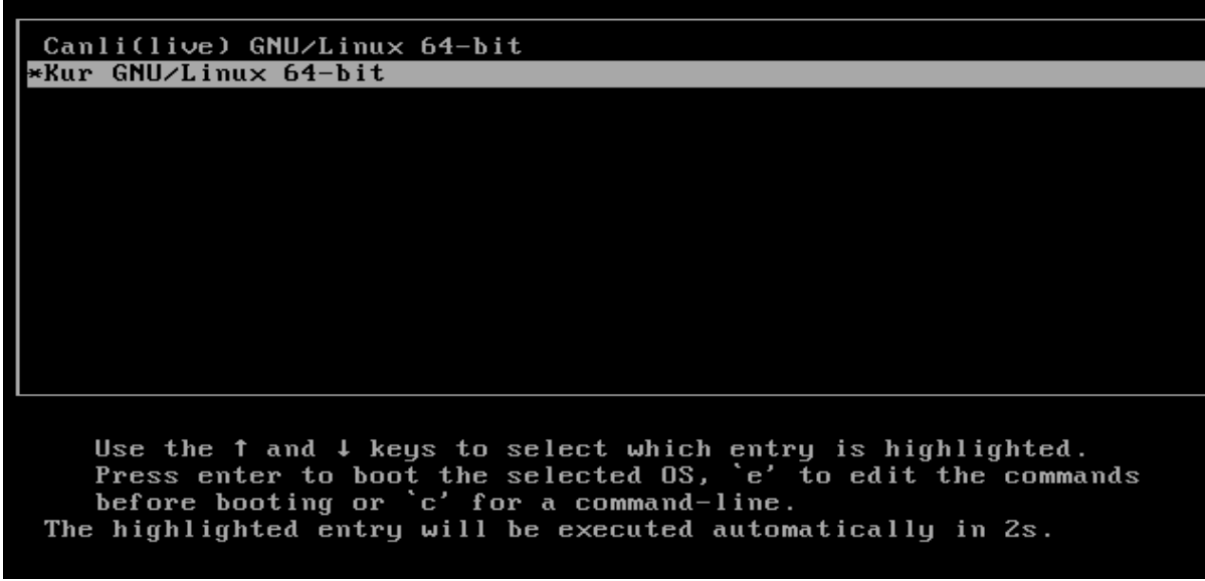 Canli(live) GNU/Linux 64-bit
*Kur GNU/Linux 64-bit
Use the ↑ and ↓ keys to select which entry is highlighted.
Press enter to boot the selected OS, `e' to edit the commands
before booting or `c' for a command-line.
The highlighted entry will be executed automatically in 2s.